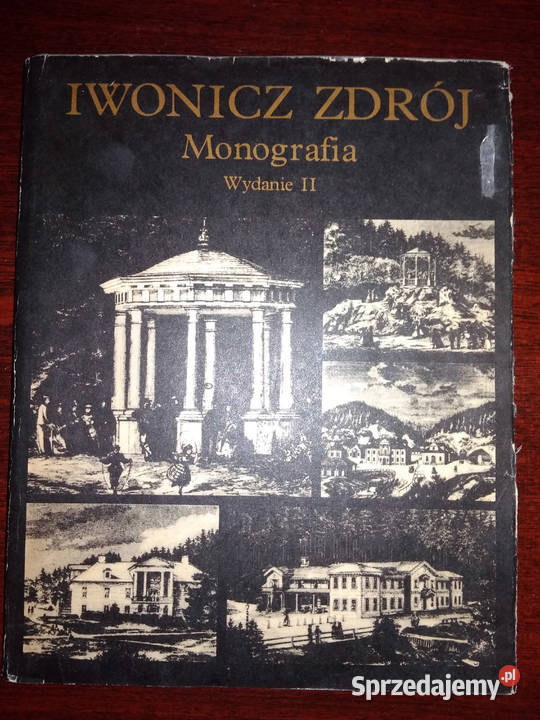 IWONICZ ZDRÓJ
Monografia
Wydanie II
Sprzedajemy.pl